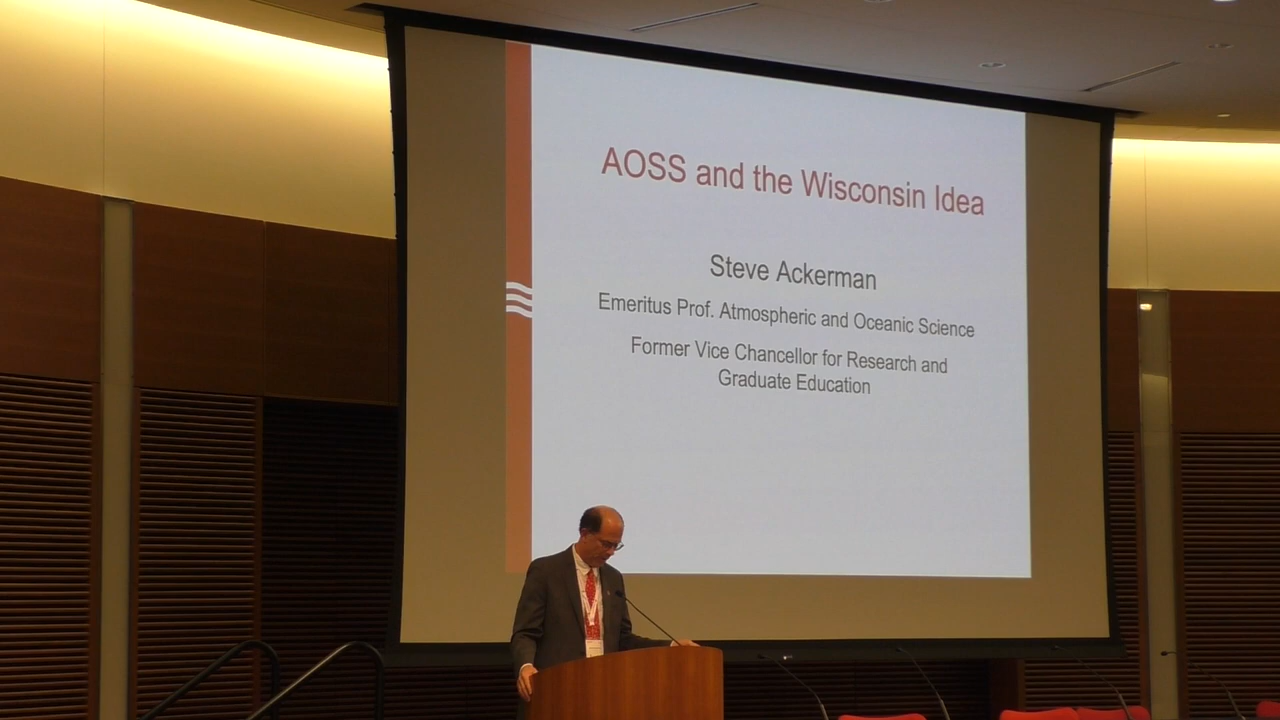 AOSS and the Wisconsin Idea
Steve Ackerman
Emeritus Prof. Atmospheric and Oceanic Science
Former Vice Chancellor for Research and
Graduate Education